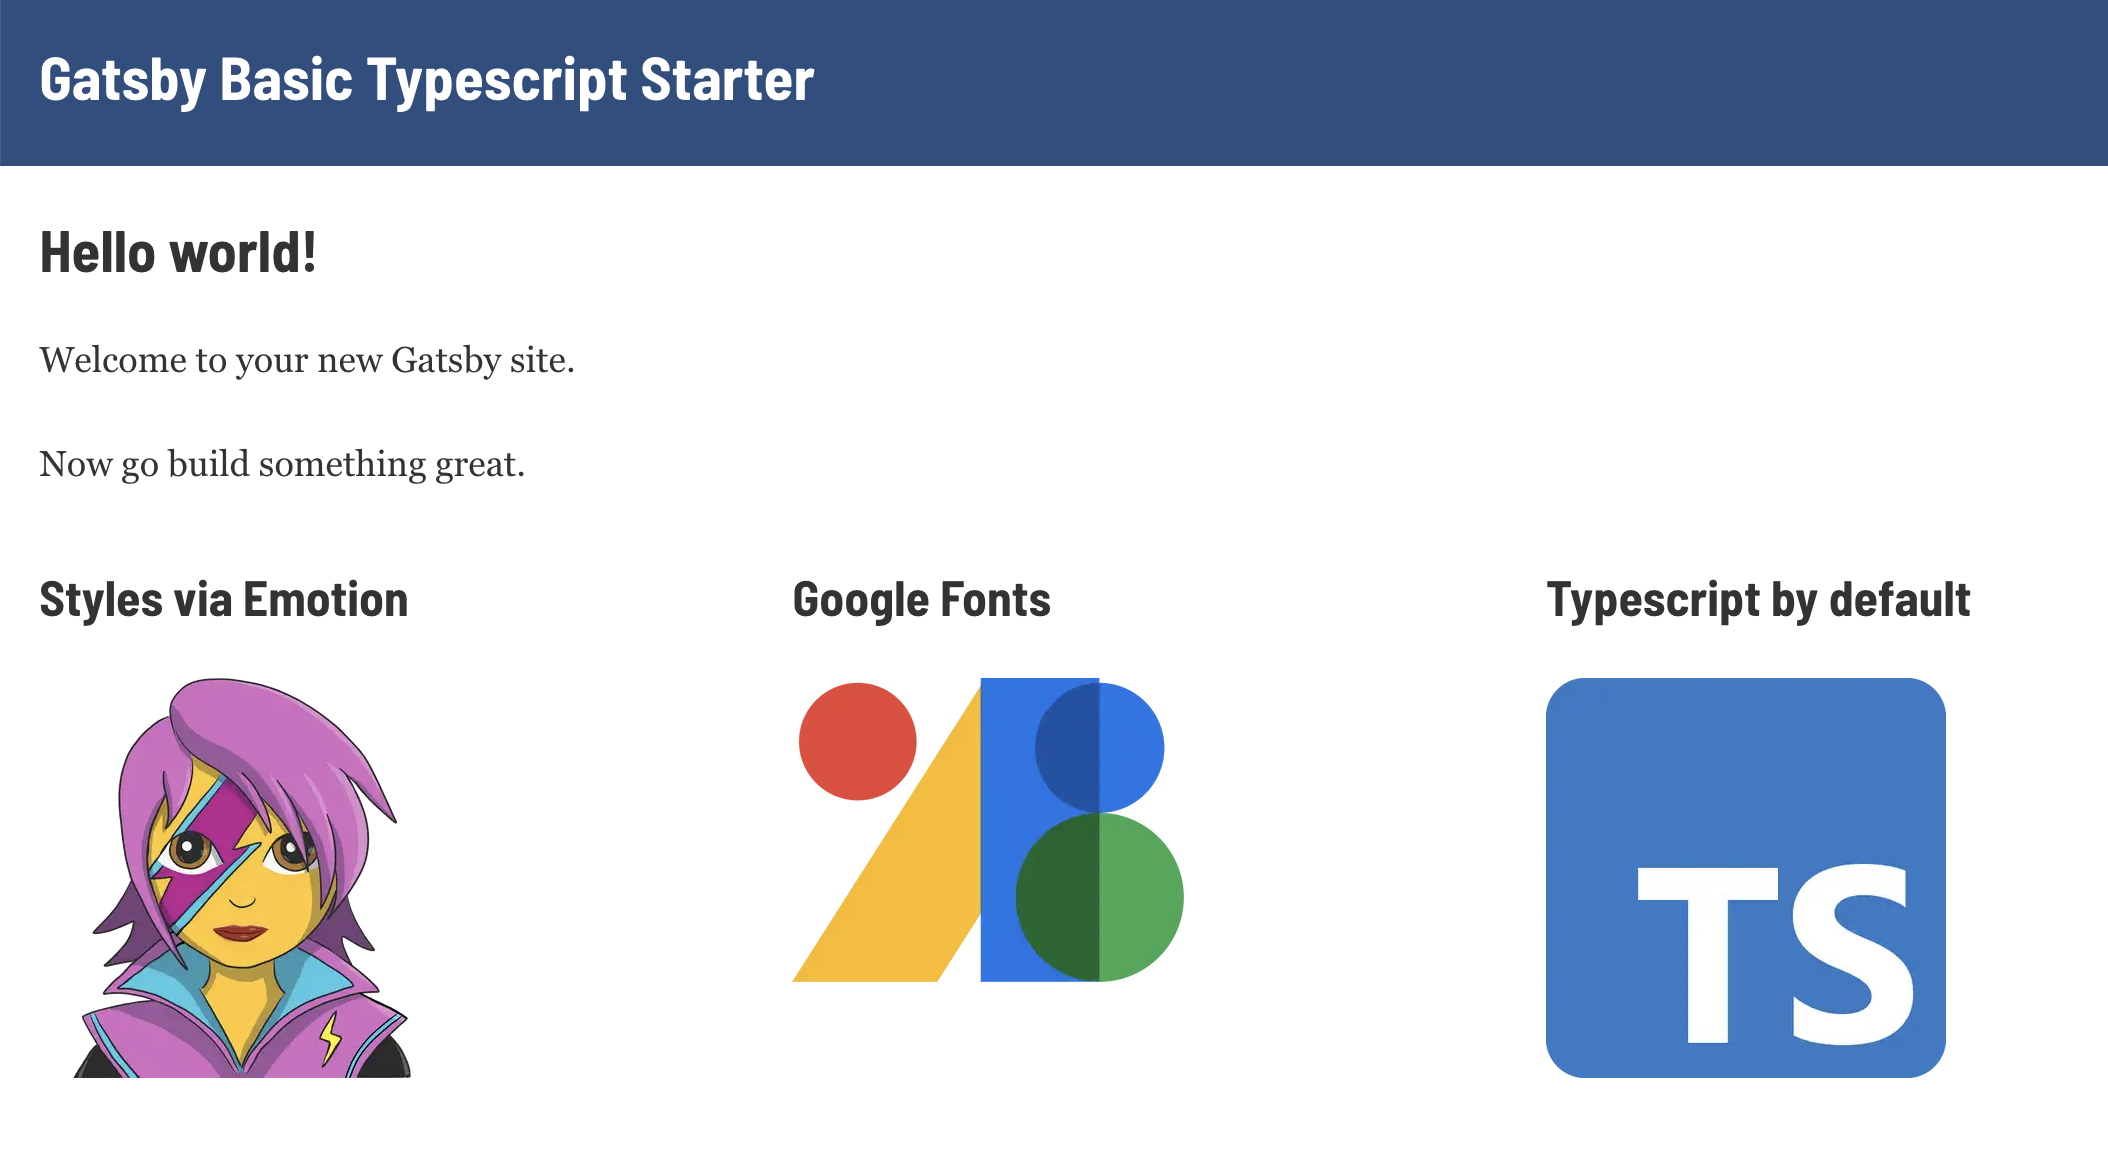 Gatsby Basic Typescript Starter
Hello world!
Welcome to your new Gatsby site.
Now go build something great.
Styles via Emotion
Google Fonts
Typescript by default
TS